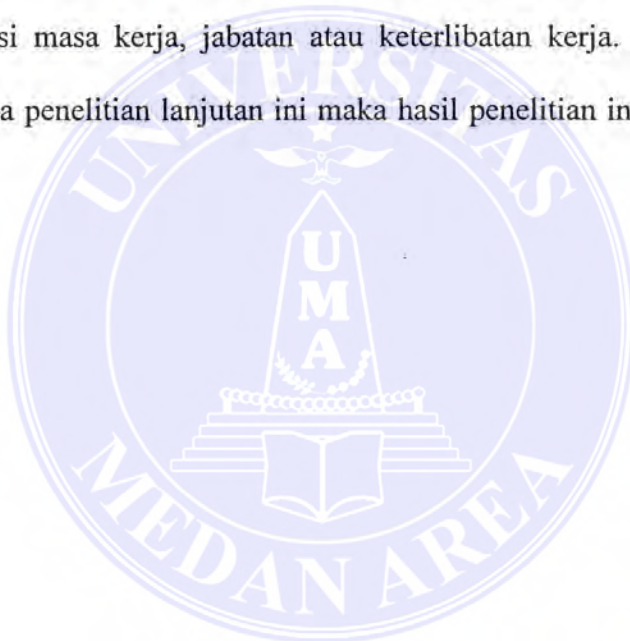 si masa kerja, jabatan atau keterlibatan kerja.
a penelitian lanjutan ini maka hasil penelitian in
UNIVERSITAS
UMA
MEDAN AREA